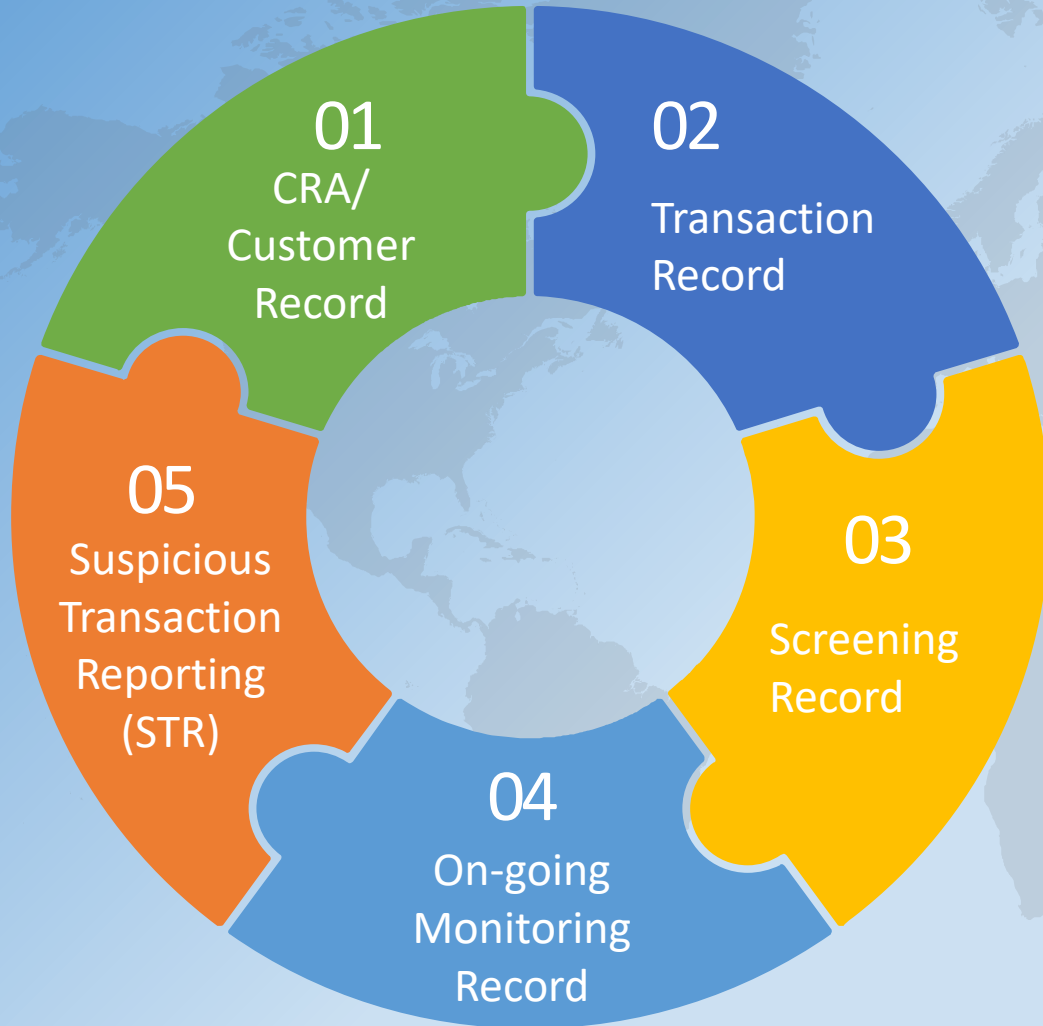 01
CRA/
Customer
Record
02
Transaction
Record
03
Screening
Record
04
On-going
Monitoring
Record
05
Suspicious
Transaction
Reporting
(STR)